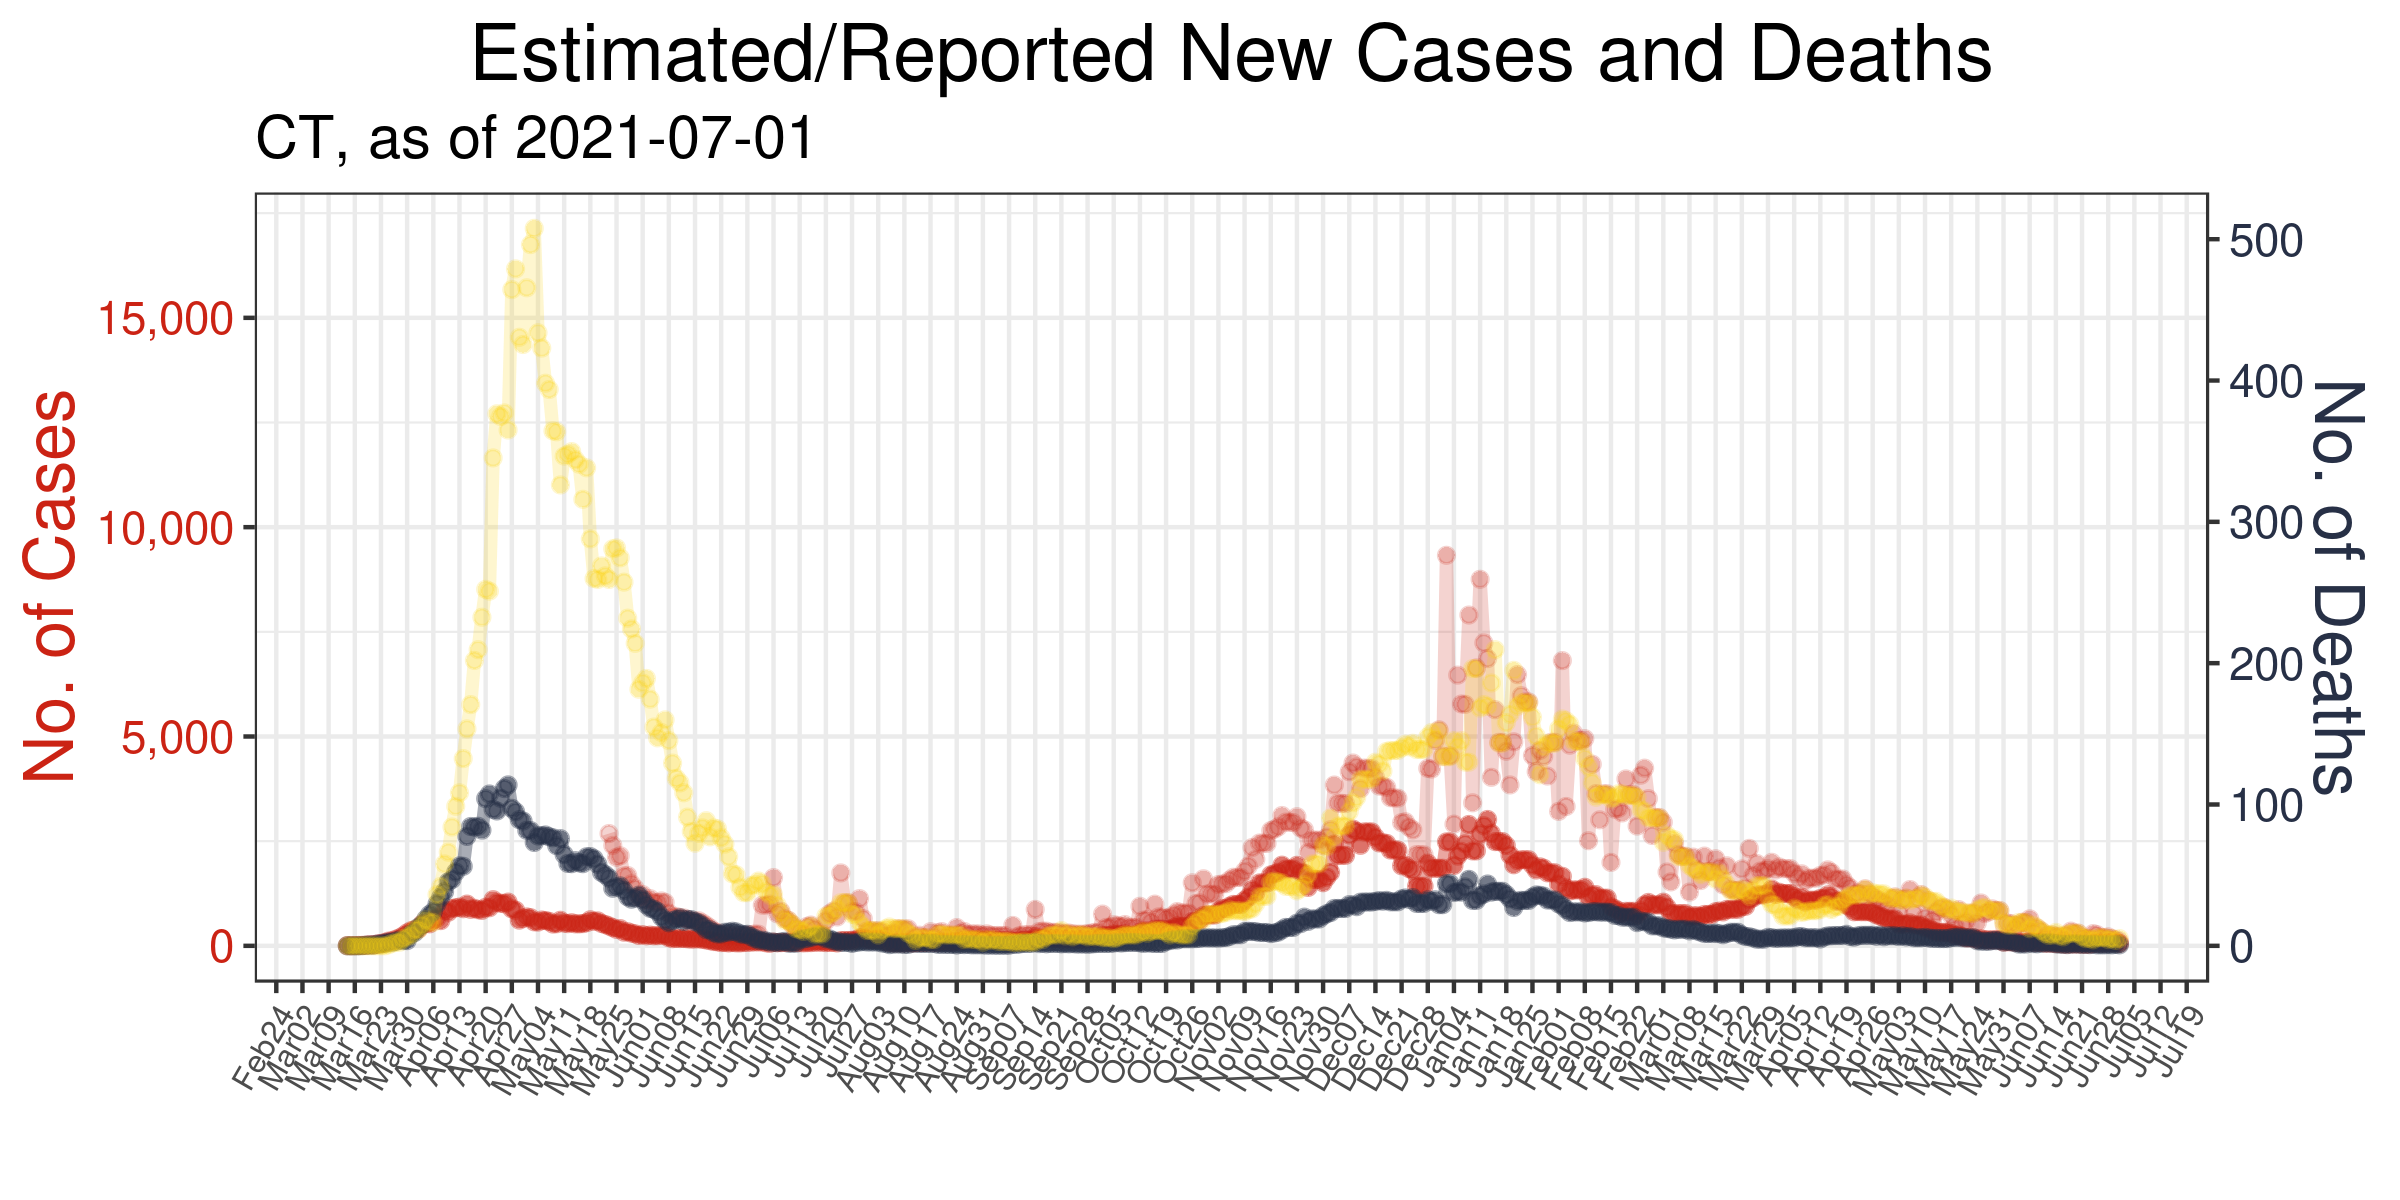 Estimated/Reported New Cases and Deaths
CT, as of 2021-07-01
No. of Cases
15,000
10,000
5,000
0
500
400
300
200
100
0
No. of Deaths
Feb24
Mar02
Mar09
Mar16
Mar23
Mar30
Apr06
Apr13
Apr20
Apr27
May04
May11
May18
May25
Jun01
Jun08
Jun15
Jun22
Jun29
Jul06
Jul13
Jul20
Jul27
Aug03
Aug10
Aug17
Aug24
Aug31
Sep07
Sep14
Sep21
Sep28
Oct05
Oct12
Oct19
Oct26
Nov02
Nov09
Nov16
Nov23
Nov30
Dec07
Dec14
Dec21
Dec28
Jan04
Jan11
Jan18
Jan25
Feb01
Feb08
Feb15
Feb22
Mar01
Mar08
Mar15
Mar22
Mar29
Apr05
Apr12
Apr19
Apr26
May03
May10
May17
May24
May31
Jun07
Jun14
Jun21
Jun28
Jul05
Jul12
Jul19